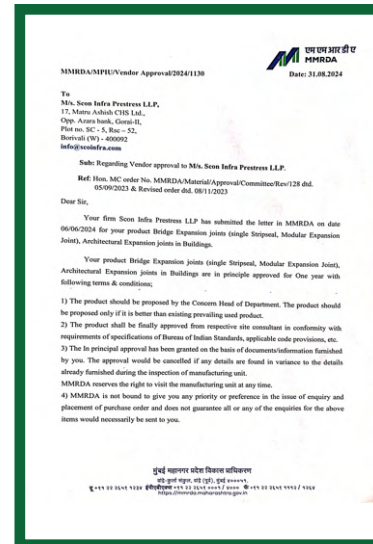 एम एम आर डी ए
MMRDA
MMRDA/MPIU/Vendor Approval/2024/1130
Date: 31.08.2024
To
M/s. Scon Infra Prestress LLP,
17, Matru Ashish CHS Ltd.,
Opp. Azara bank, Gorai-II,
Plot no. SC - 5, Rsc – 52,
Borivali (W) - 400092
info@sconinfra.com
Sub: Regarding Vendor approval to M/s. Scon Infra Prestress LLP.
Ref: Hon. MC order No. MMRDA/Material/Approval/Committee/Rev/128 dtd.
05/09/2023 & Revised order dtd. 08/11/2023
Dear Sir,
Your firm Scon Infra Prestress LLP has submitted the letter in MMRDA on date
06/06/2024 for your product Bridge Expansion joints (single Stripseal, Modular Expansion
Joint), Architectural Expansion joints in Buildings.
Your product Bridge Expansion joints (single Stripseal, Modular Expansion Joint),
Architectural Expansion joints in Buildings are in principle approved for One year with
following terms & conditions;
1) The product should be proposed by the Concern Head of Department. The product should
be proposed only if it is better than existing prevailing used product.
2) The product shall be finally approved from respective site consultant in conformity with
requirements of specifications of Bureau of Indian Standards, applicable code provisions, etc.
3) The In principal approval has been granted on the basis of documents/information furnished
by you. The approval would be cancelled if any details are found in variance to the details
already furnished during the inspection of manufacturing unit.
MMRDA reserves the right to visit the manufacturing unit at any time.
4) MMRDA is not bound to give you any priority or preference in the issue of enquiry and
placement of purchase order and does not guarantee all or any of the enquiries for the above
items would necessarily be sent to you.
मुंबई महानगर प्रदेश विकास प्राधिकरण
वांद्रे-कुर्ला संकुल, वांद्रे (पूर्व), मुंबई ४०००५१.
https://mmrda.maharashtra.gov.in